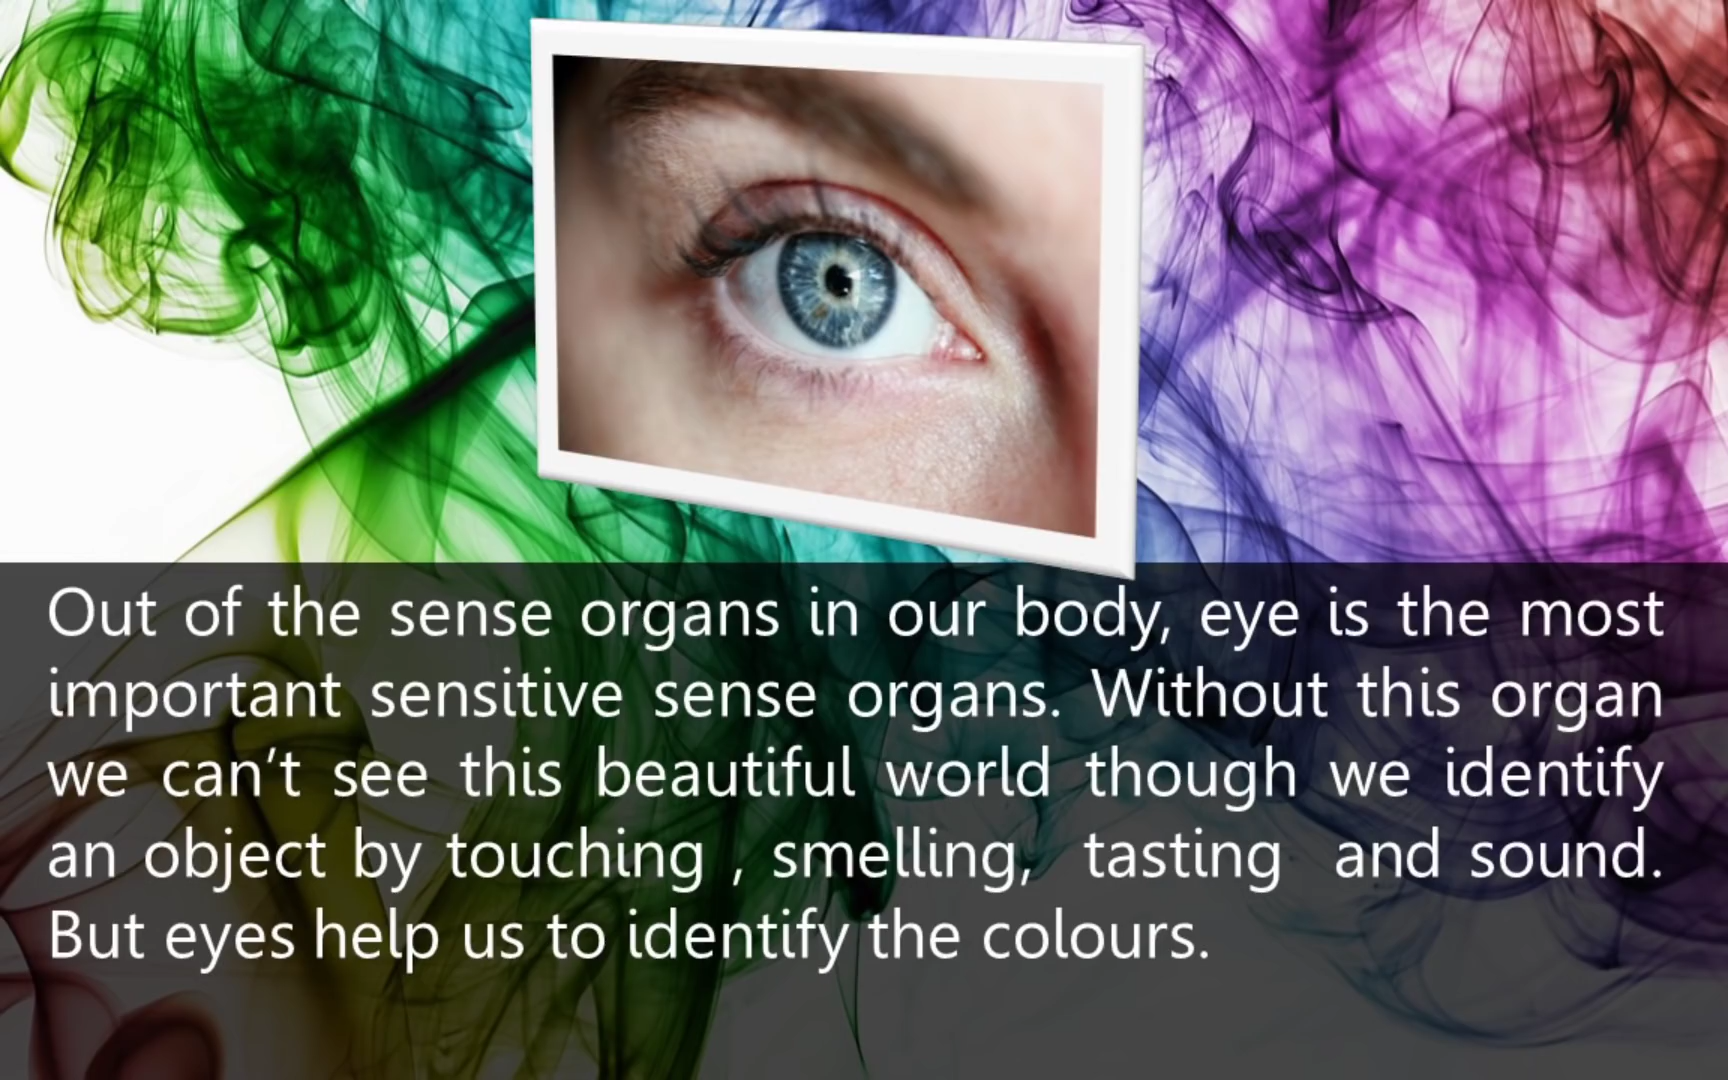 Out of the sense organs in our body, eye is the most
important sensitive sense organs. Without this organ
we can’t see this beautiful world though we identify
an object by touching , smelling, tasting and sound.
But eyes help us to identify the colours.